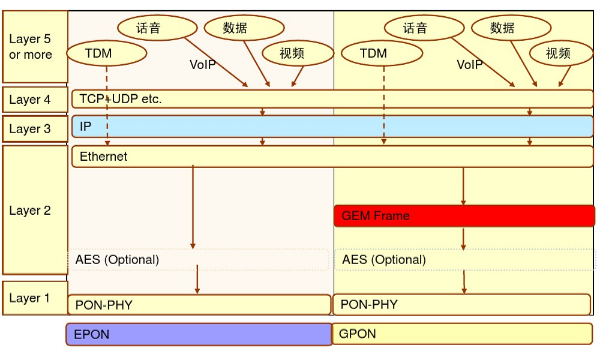 Layer 5
or more
话音
数据
TDM
视频
VoIP
话音
数据
TDM
视频
VoIP
Layer 4
TCP+UDP etc.
Layer 3
IP
Ethernet
Layer 2
GEM Frame
AES (Optional)
AES (Optional)
Layer 1
PON-PHY
PON-PHY
EPON
GPON